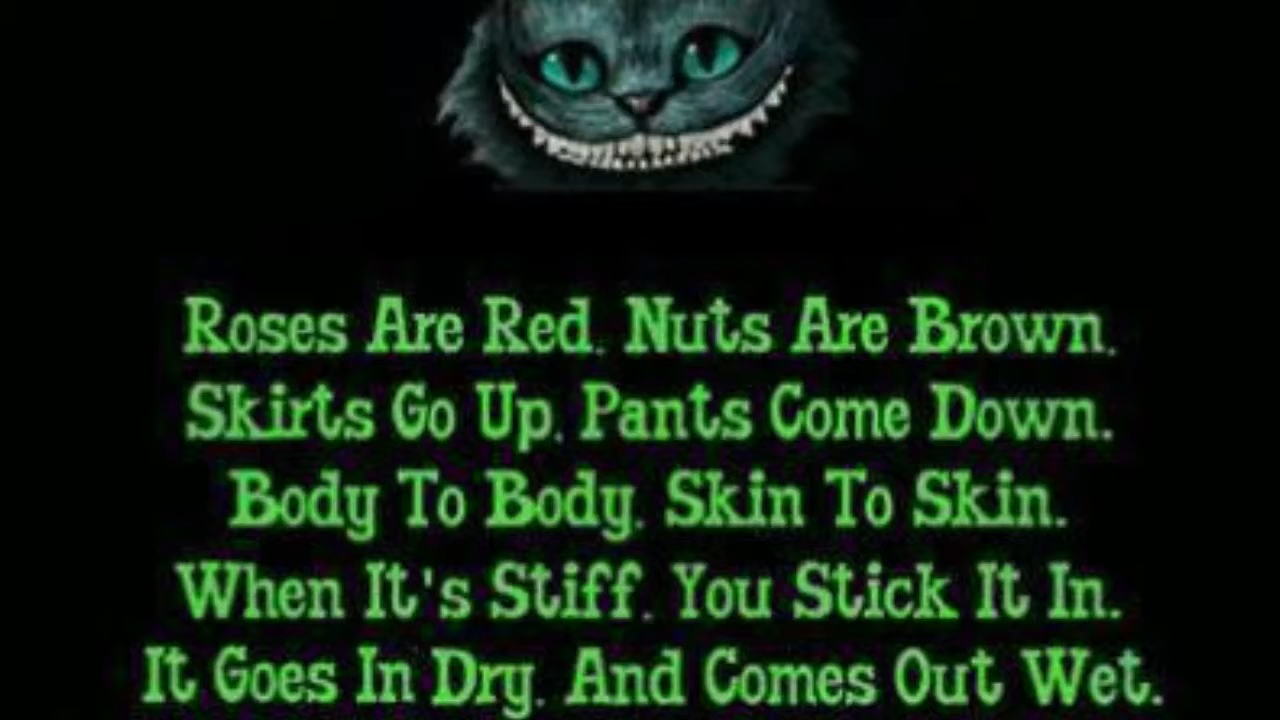 Roses Are Red. Nuts Are Brown.
Skirts Go Up. Pants Come Down.
Body To Body. Skin To Skin.
When It's Stiff. You Stick It In.
It Goes In Dry. And Comes Out Wet.